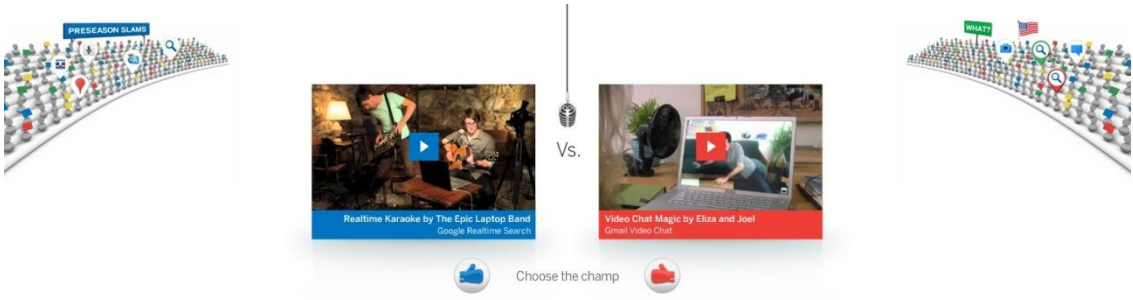 PRESEASON SLAMS
WHAT?
Vs.
Realtime Karaoke by The Epic Laptop Band
Google Realtime Search
Video Chat Magic by Eliza and Joel
Gmail Video Chat
Choose the champ